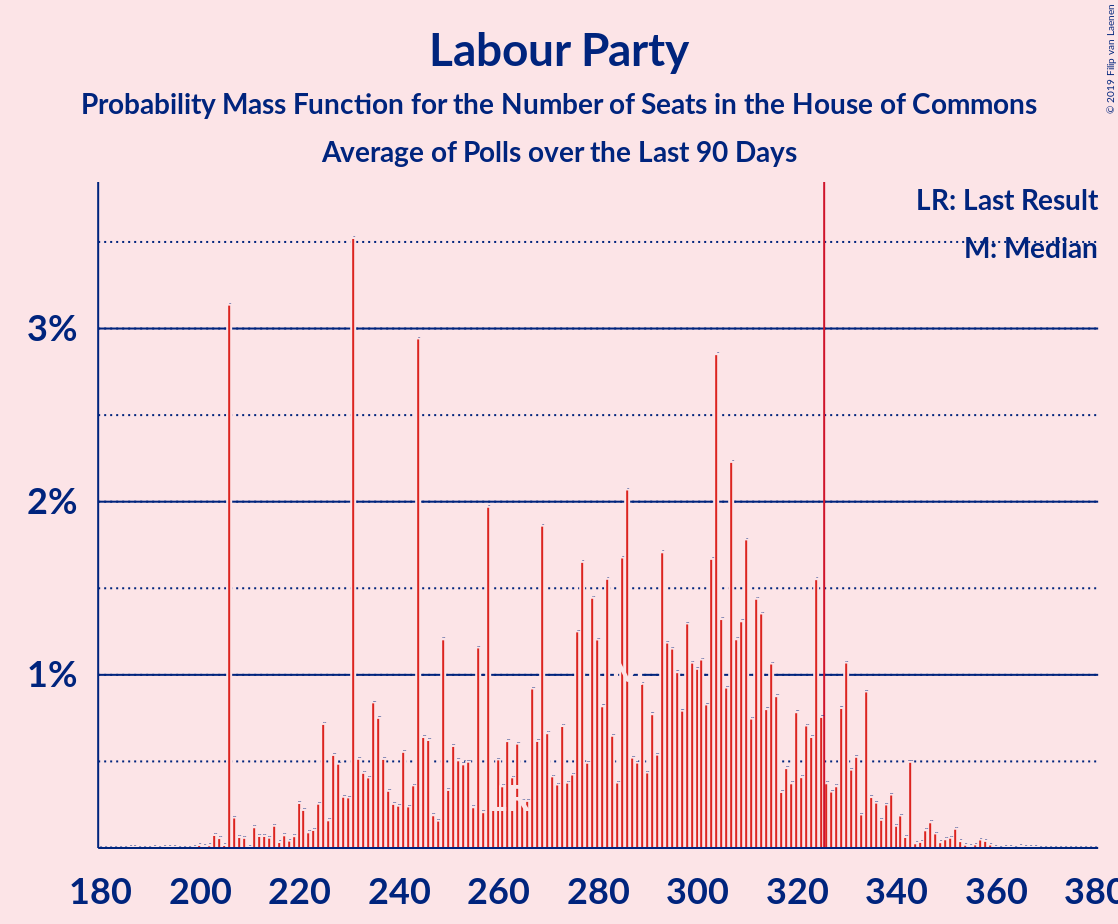 Labour Party
Probability Mass Function for the Number of Seats in the House of Commons
Average of Polls over the Last 90 Days
© 2019 Filip van Laenen
LR: Last Result
M: Median
3%
2%
1%
180 200 220 240 260 280 300 320 340 360 380